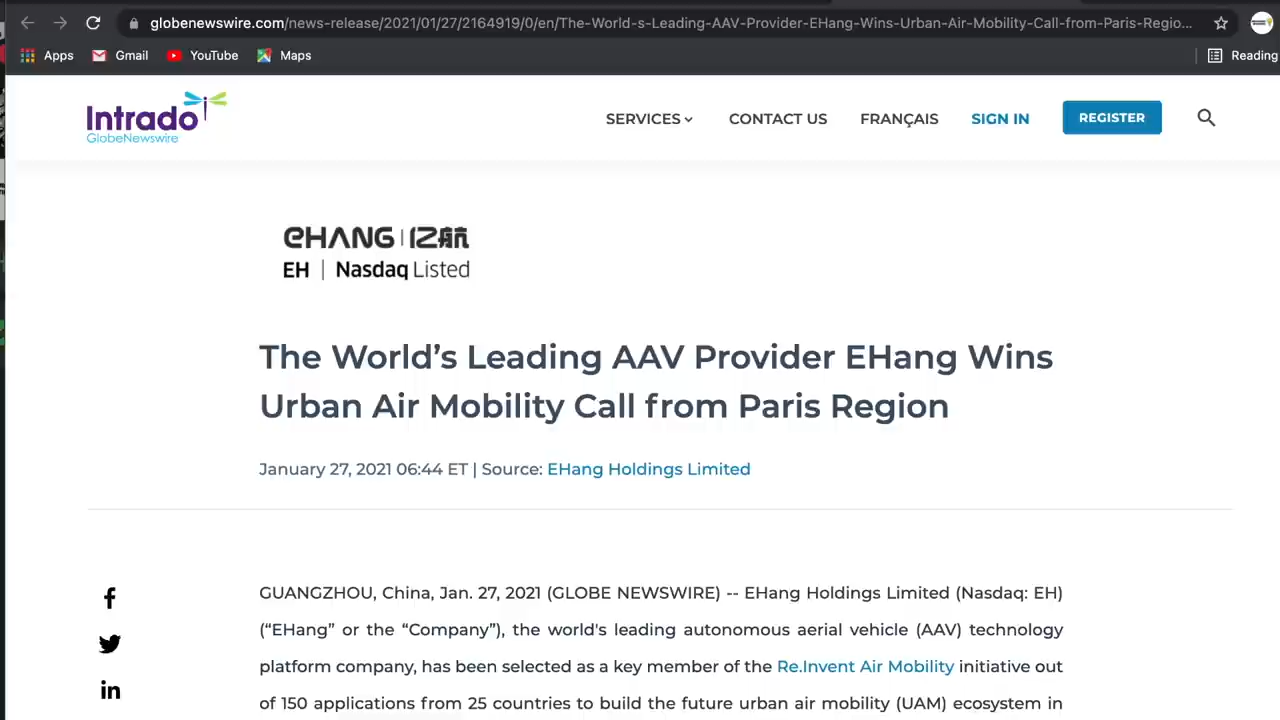 globenewswire.com/news-release/2021/01/27/2164919/0/en/The-World-s-Leading-AAV-Provider-EHang-Wins-Urban-Air-Mobility-Call-from-Paris-Regio...
Apps Gmail YouTube Maps Reading
Intrado
GlobeNewswire
SERVICES CONTACT US FRANÇAIS SIGN IN REGISTER
EHANG | 亿航
EH | Nasdaq Listed
The World’s Leading AAV Provider EHang Wins
Urban Air Mobility Call from Paris Region
January 27, 2021 06:44 ET | Source: EHang Holdings Limited
GUANGZHOU, China, Jan. 27, 2021 (GLOBE NEWSWIRE) -- EHang Holdings Limited (Nasdaq: EH)
(“EHang” or the “Company”), the world's leading autonomous aerial vehicle (AAV) technology
platform company, has been selected as a key member of the Re.Invent Air Mobility initiative out
of 150 applications from 25 countries to build the future urban air mobility (UAM) ecosystem in